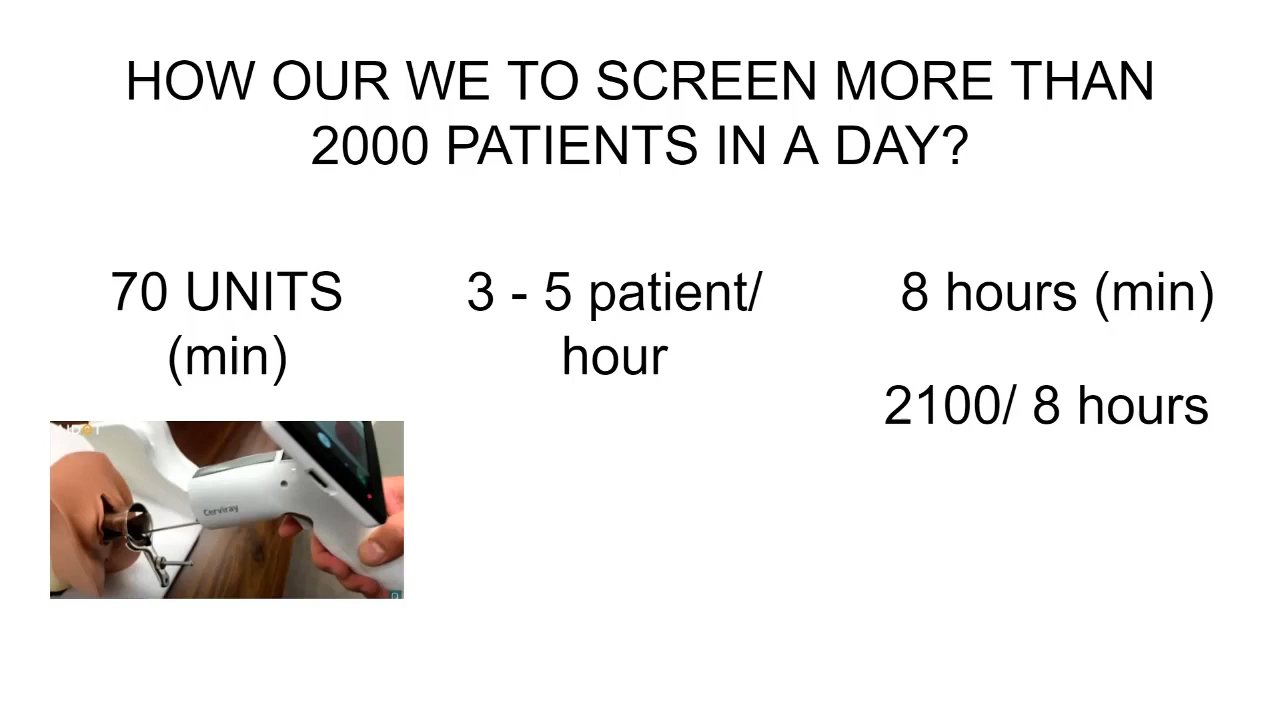 HOW OUR WE TO SCREEN MORE THAN
2000 PATIENTS IN A DAY?
70 UNITS
(min)
3 - 5 patient/
hour
8 hours (min)
2100/ 8 hours
Cerviray